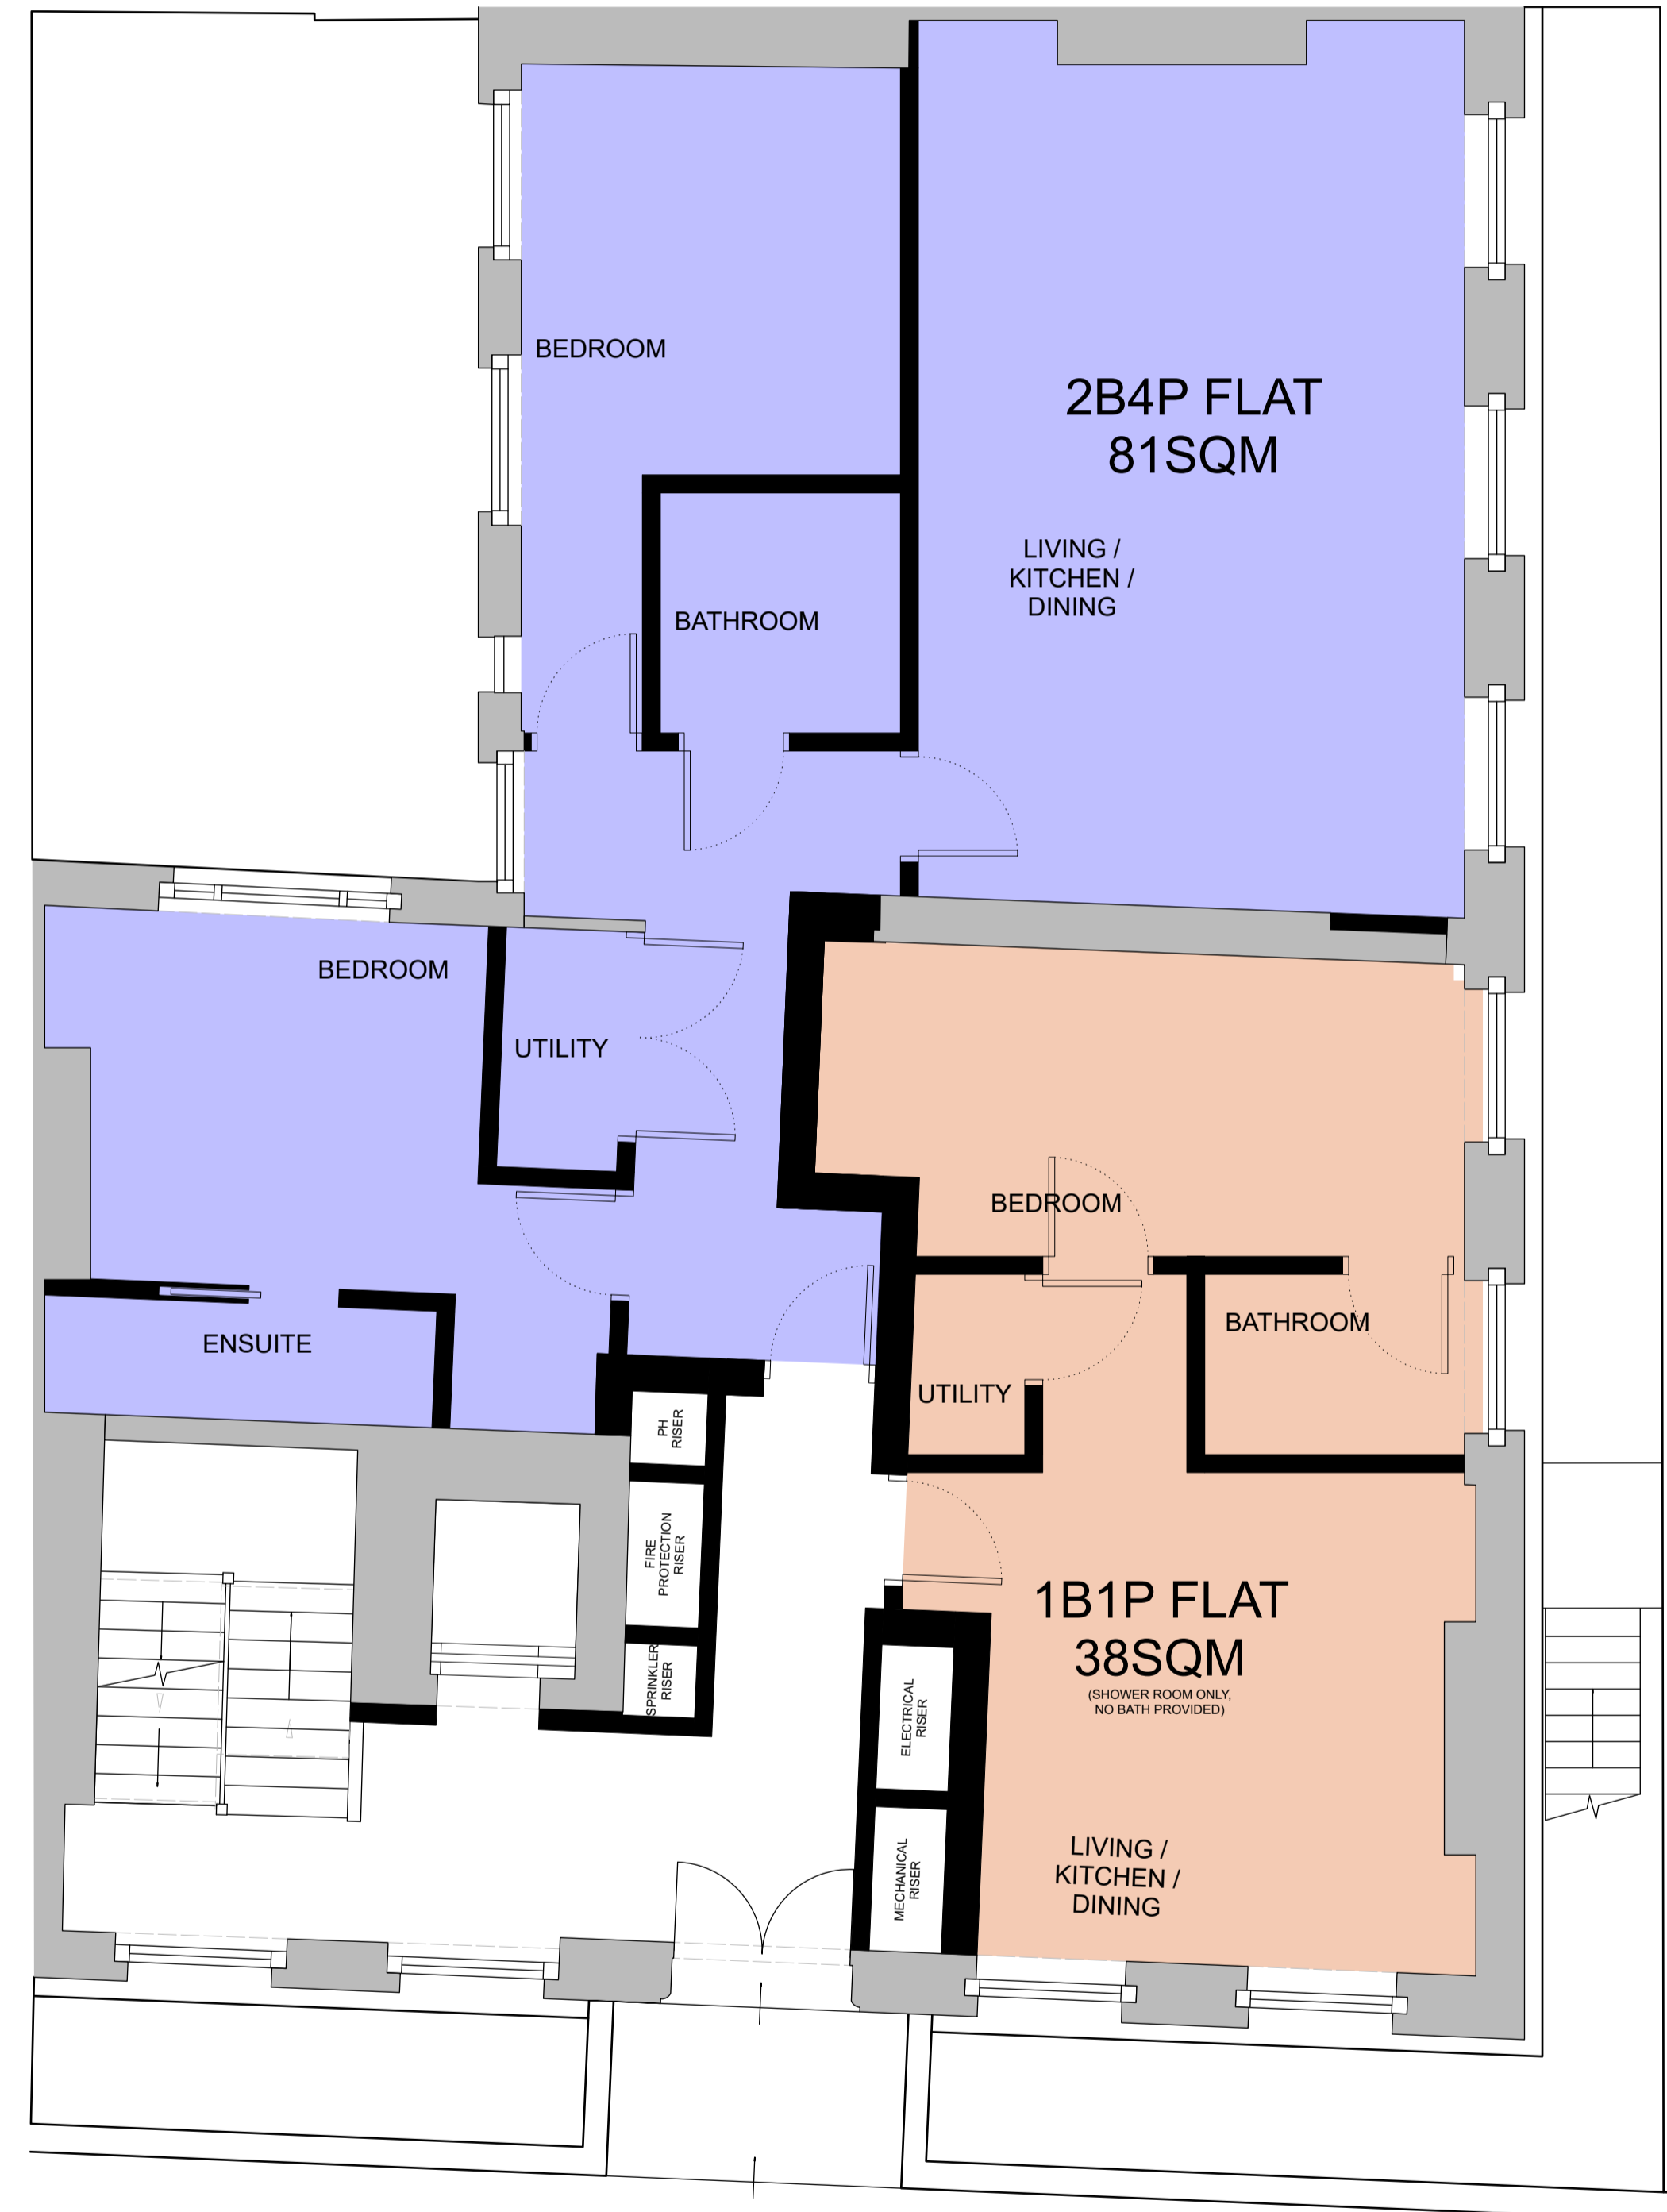 BEDROOM
2B4P FLAT
81SQM
LIVING /
KITCHEN /
DINING
BATHROOM
BEDROOM
UTILITY
BEDROOM
BATHROOM
ENSUITE
UTILITY
PH
RISER
FIRE
PROTECTION
RISER
SPRINKLER
RISER
1B1P FLAT
38SQM
(SHOWER ROOM ONLY,
NO BATH PROVIDED)
ELECTRICAL
RISER
MECHANICAL
RISER
LIVING /
KITCHEN /
DINING